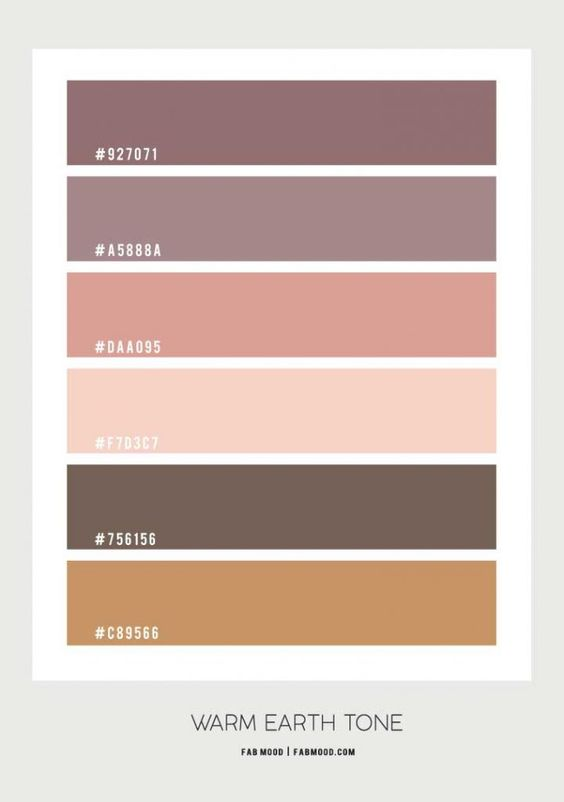 #927071
#A5888A
#DAA095
#F7D3C7
#756156
#C89566
WARM EARTH TONE
FAB MOOD | FABMOOD.COM